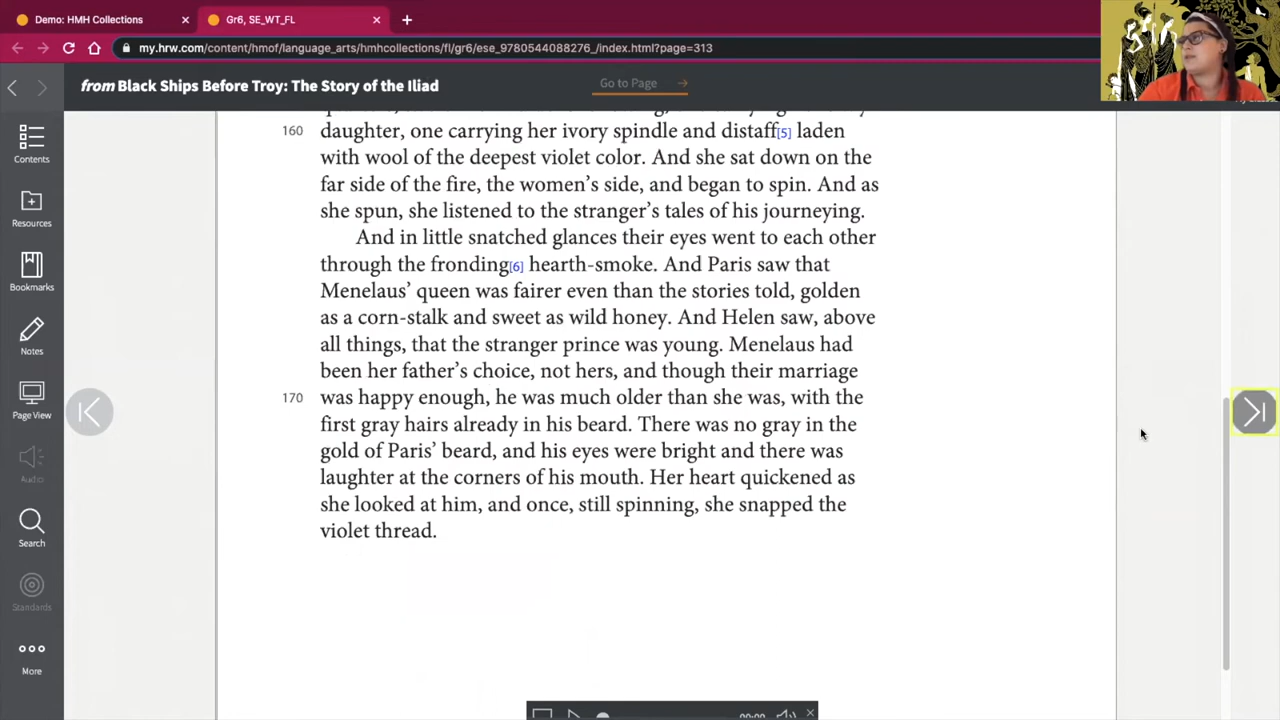 Demo: HMH Collections
Gr6, SE_WT_FL
my.hrw.com/content/hmof/language_arts/hmhcollections/fl/gr6/ese_9780544088276_/index.html?page=313
from Black Ships Before Troy: The Story of the Iliad
Go to Page
Contents
Resources
Bookmarks
Notes
Page View
Audio
Search
Standards
More
160 daughter, one carrying her ivory spindle and distaff[5] laden
with wool of the deepest violet color. And she sat down on the
far side of the fire, the women's side, and began to spin. And as
she spun, she listened to the stranger's tales of his journeying.
And in little snatched glances their eyes went to each other
through the fronding[6] hearth-smoke. And Paris saw that
Menelaus' queen was fairer even than the stories told, golden
as a corn-stalk and sweet as wild honey. And Helen saw, above
all things, that the stranger prince was young. Menelaus had
been her father's choice, not hers, and though their marriage
170 was happy enough, he was much older than she was, with the
first gray hairs already in his beard. There was no gray in the
gold of Paris' beard, and his eyes were bright and there was
laughter at the corners of his mouth. Her heart quickened as
she looked at him, and once, still spinning, she snapped the
violet thread.
00:00